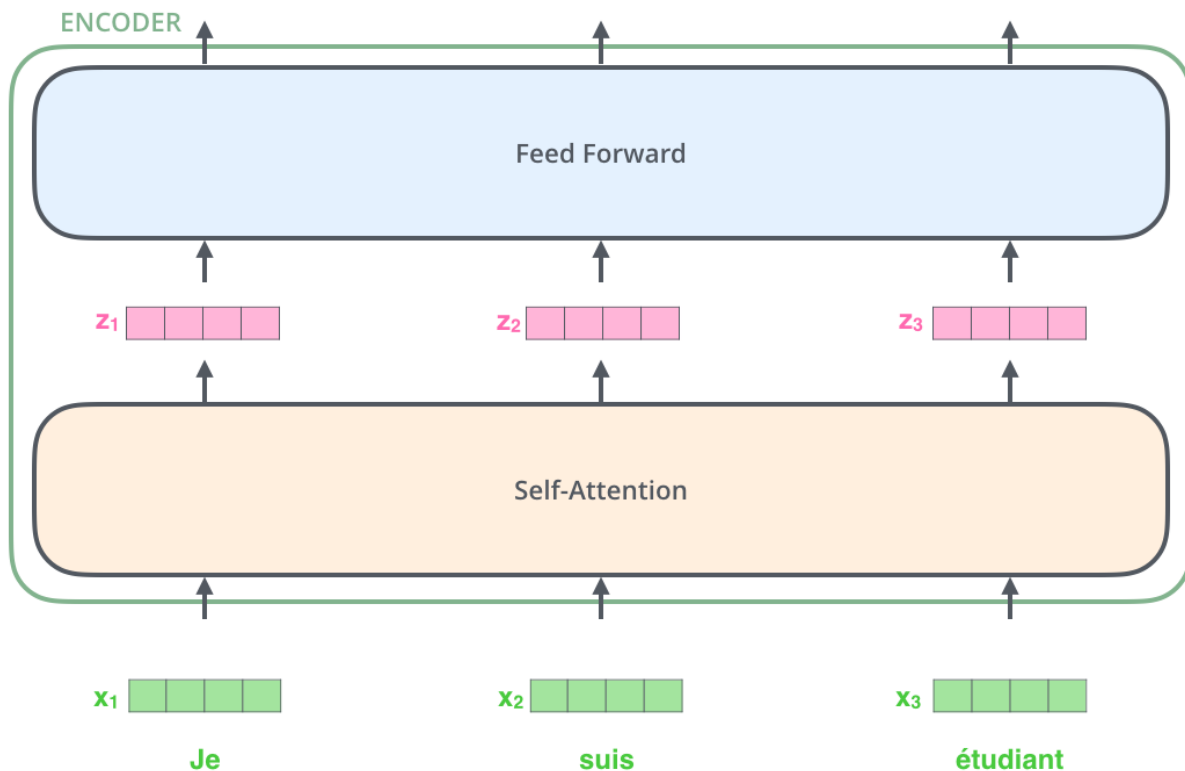 ENCODER
Feed Forward
z₁ z₂ z₃
Self-Attention
x₁ x₂ x₃
Je suis étudiant